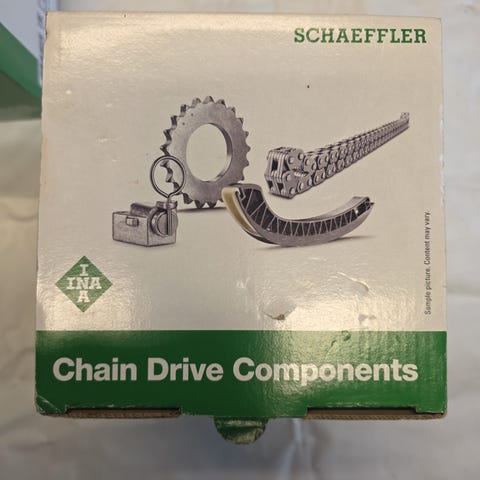 SCHAEFFLER
Sample picture. Content may vary.
I
INA
A
Chain Drive Components